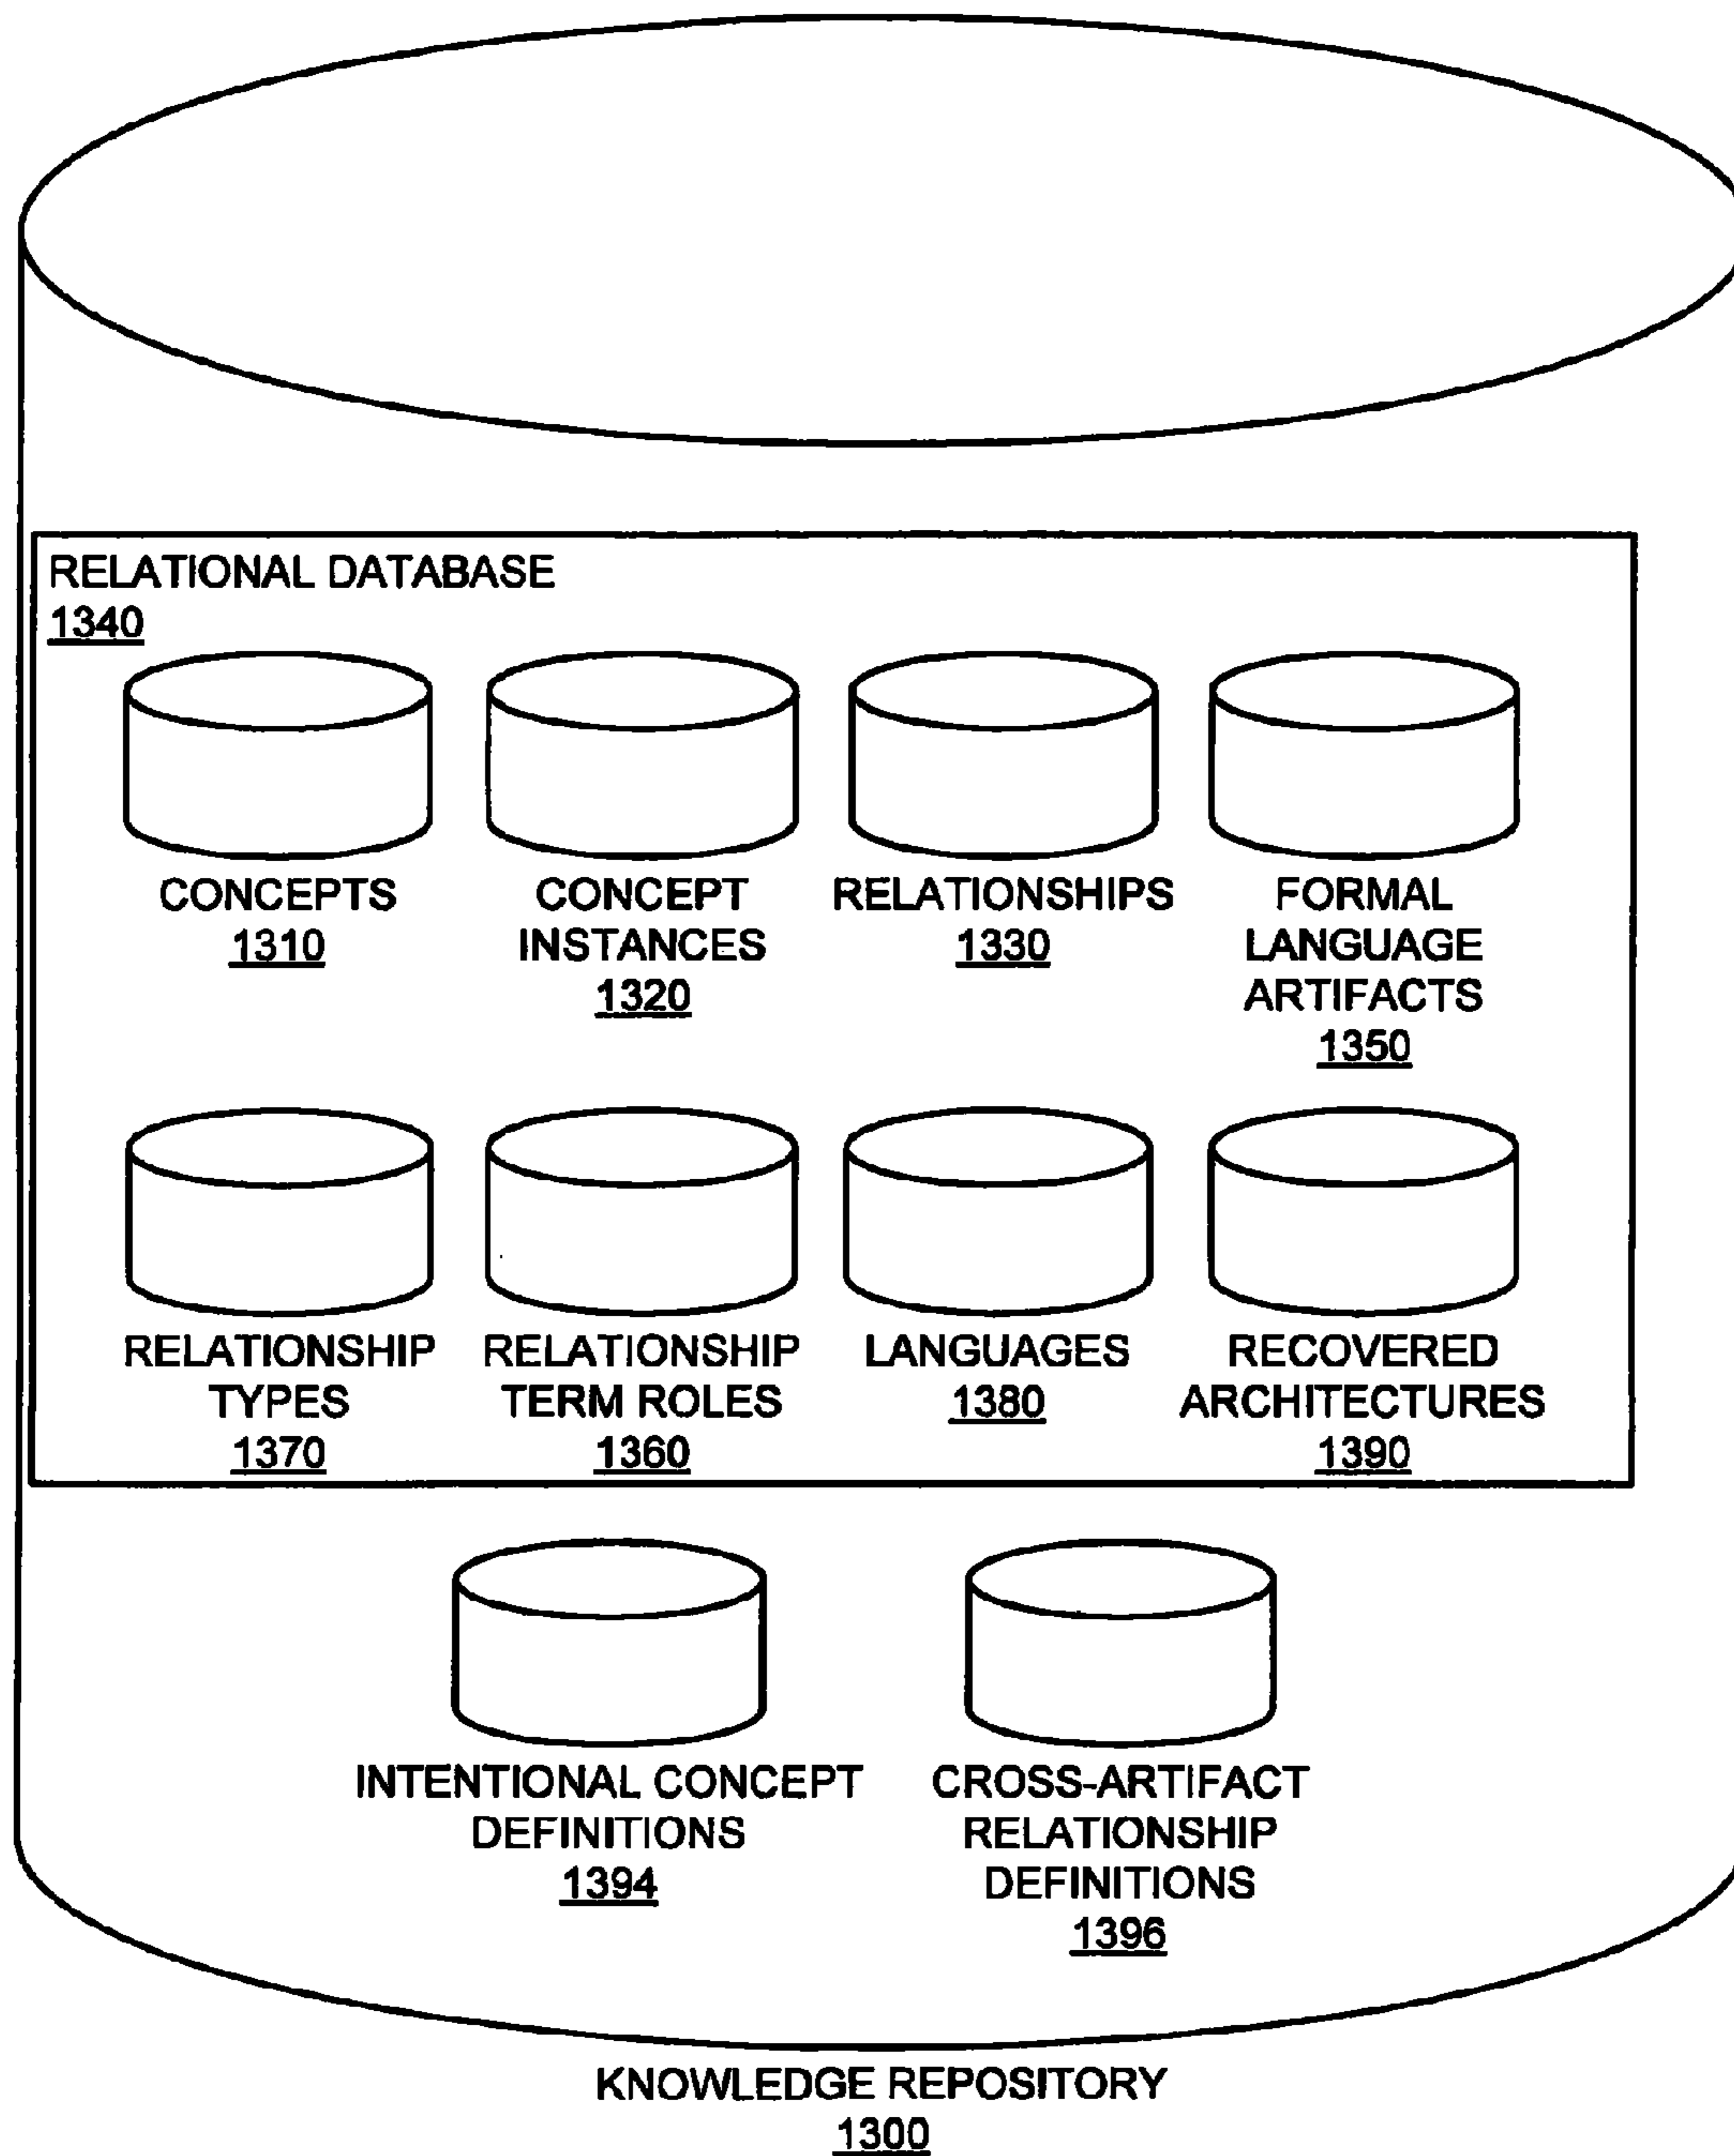 RELATIONAL DATABASE
1340
CONCEPTS
1310
CONCEPT
INSTANCES
1320
RELATIONSHIPS
1330
FORMAL
LANGUAGE
ARTIFACTS
1350
RELATIONSHIP
TYPES
1370
RELATIONSHIP
TERM ROLES
1360
LANGUAGES
1380
RECOVERED
ARCHITECTURES
1390
INTENTIONAL CONCEPT
DEFINITIONS
1394
CROSS-ARTIFACT
RELATIONSHIP
DEFINITIONS
1396
KNOWLEDGE REPOSITORY
1300